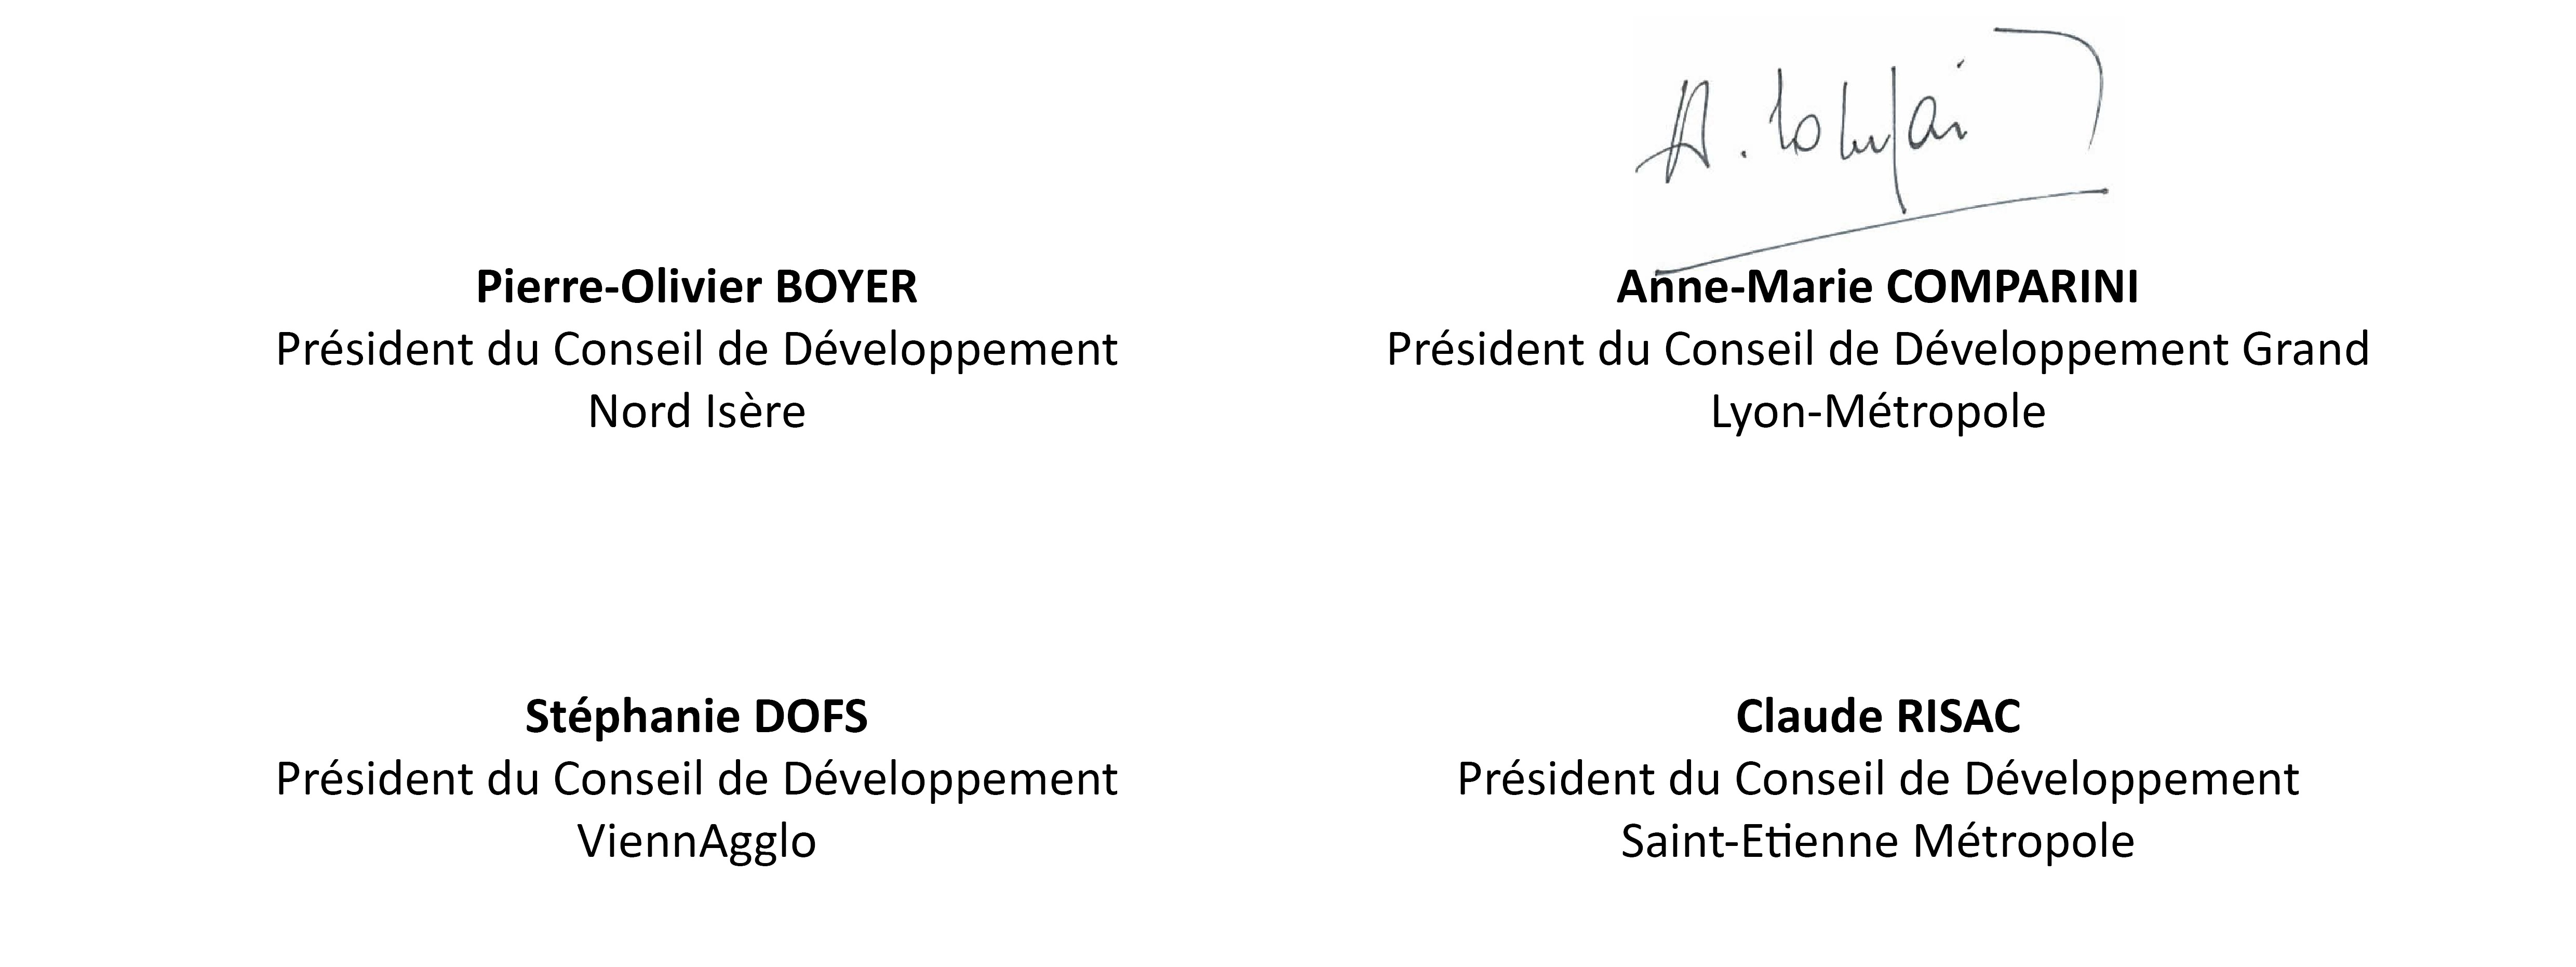 Pierre-Olivier BOYER
Président du Conseil de Développement
Nord Isère
Anne-Marie COMPARINI
Président du Conseil de Développement Grand
Lyon-Métropole
Stéphanie DOFS
Président du Conseil de Développement
ViennAgglo
Claude RISAC
Président du Conseil de Développement
Saint-Etienne Métropole